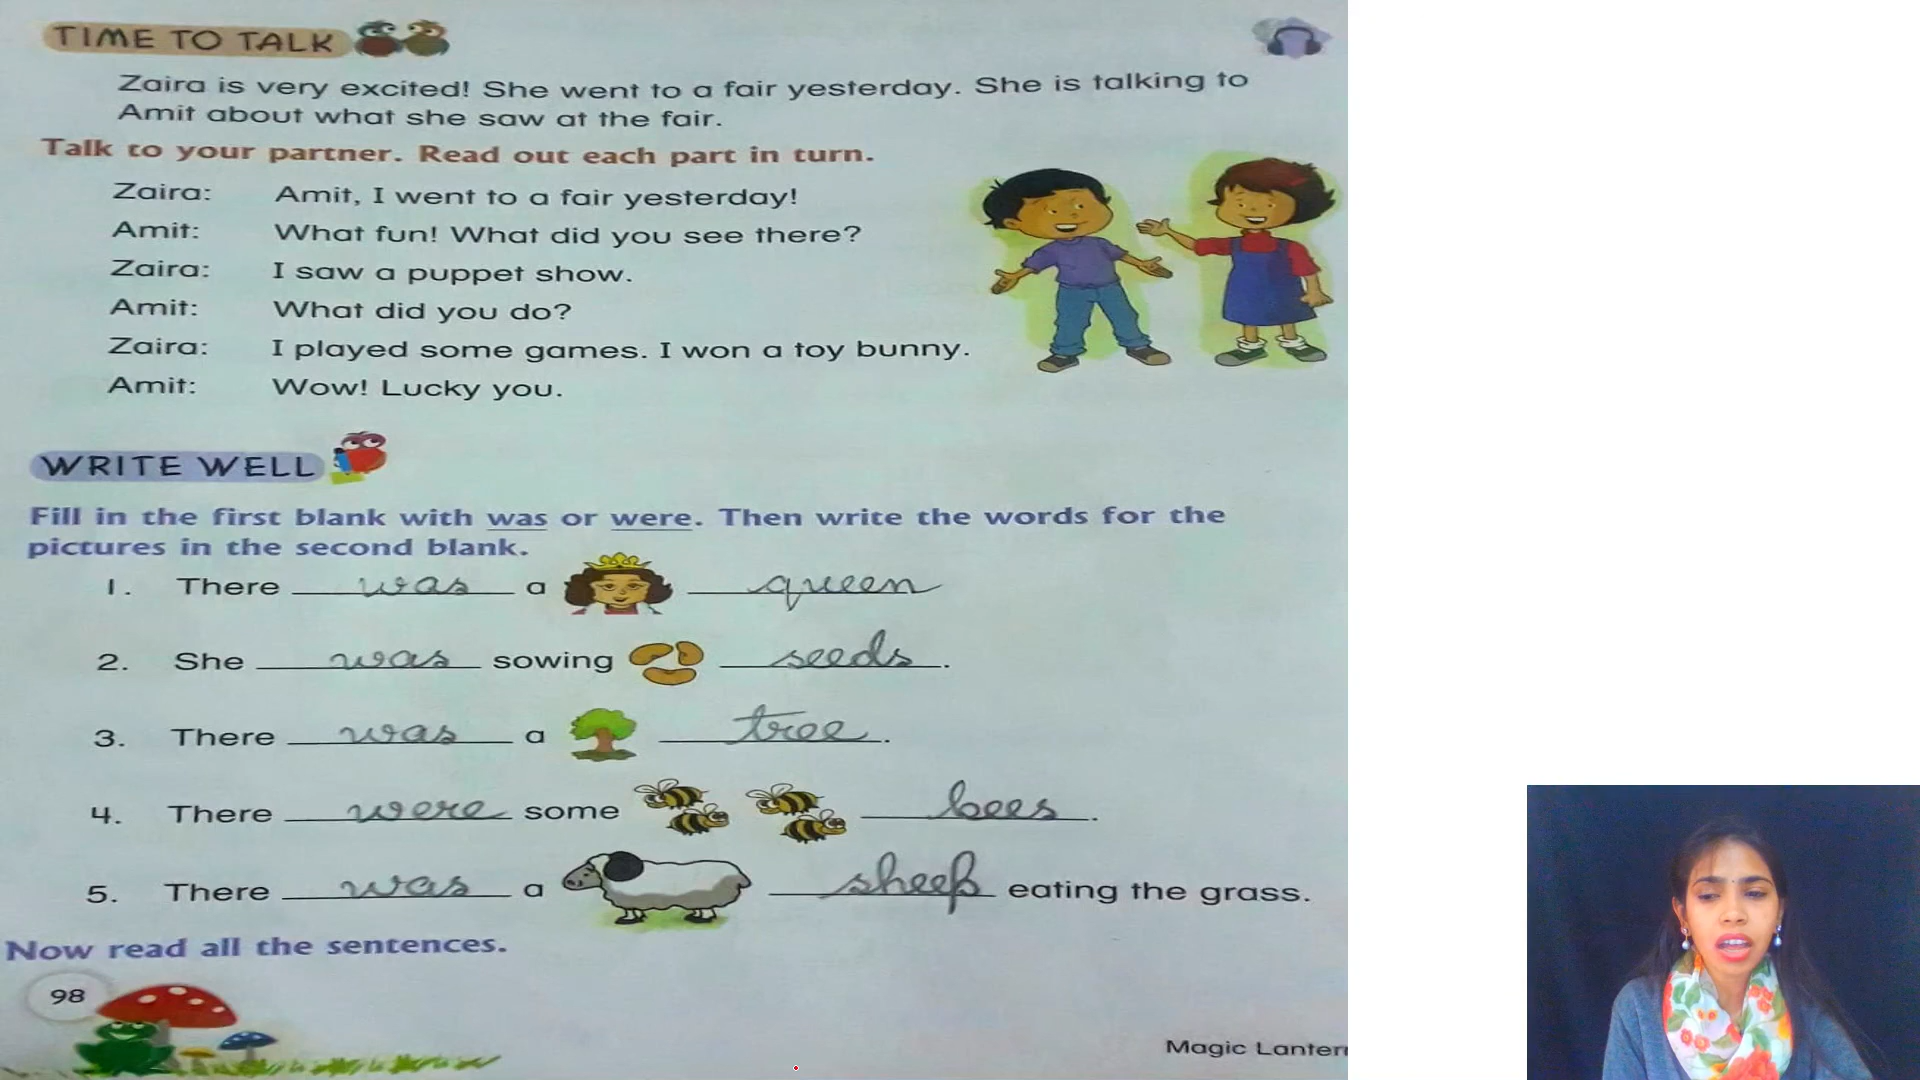 TIME TO TALK
Zaira is very excited! She went to a fair yesterday. She is talking to
Amit about what she saw at the fair.
Talk to your partner. Read out each part in turn.
Zaira: Amit, I went to a fair yesterday!
Amit: What fun! What did you see there?
Zaira: I saw a puppet show.
Amit: What did you do?
Zaira: I played some games. I won a toy bunny.
Amit: Wow! Lucky you.
WRITE WELL
Fill in the first blank with was or were. Then write the words for the
pictures in the second blank.
1. There was a queen
2. She was sowing seeds.
3. There was a tree.
4. There were some bees.
5. There was a sheep eating the grass.
Now read all the sentences.
98
Magic Lantern